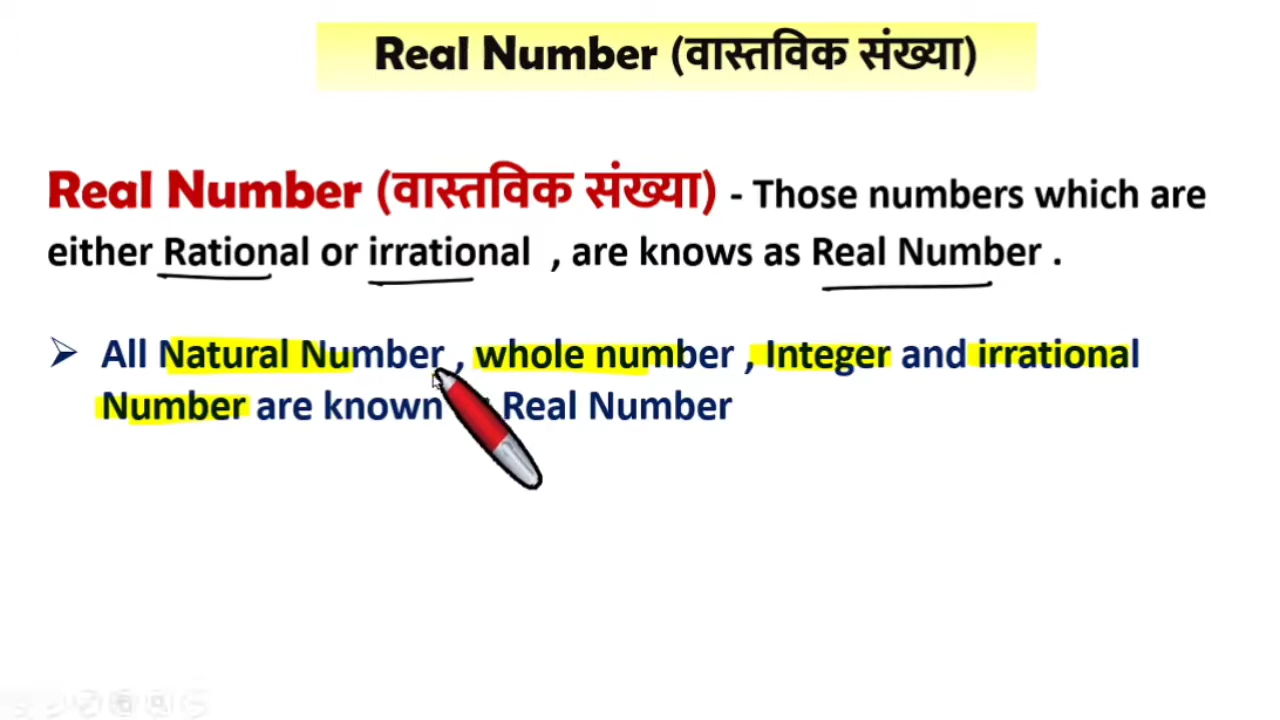 Real Number (वास्तविक संख्या)
Real Number (वास्तविक संख्या) - Those numbers which are
either Rational or irrational , are knows as Real Number .
All Natural Number , whole number , Integer and irrational
Number are known Real Number